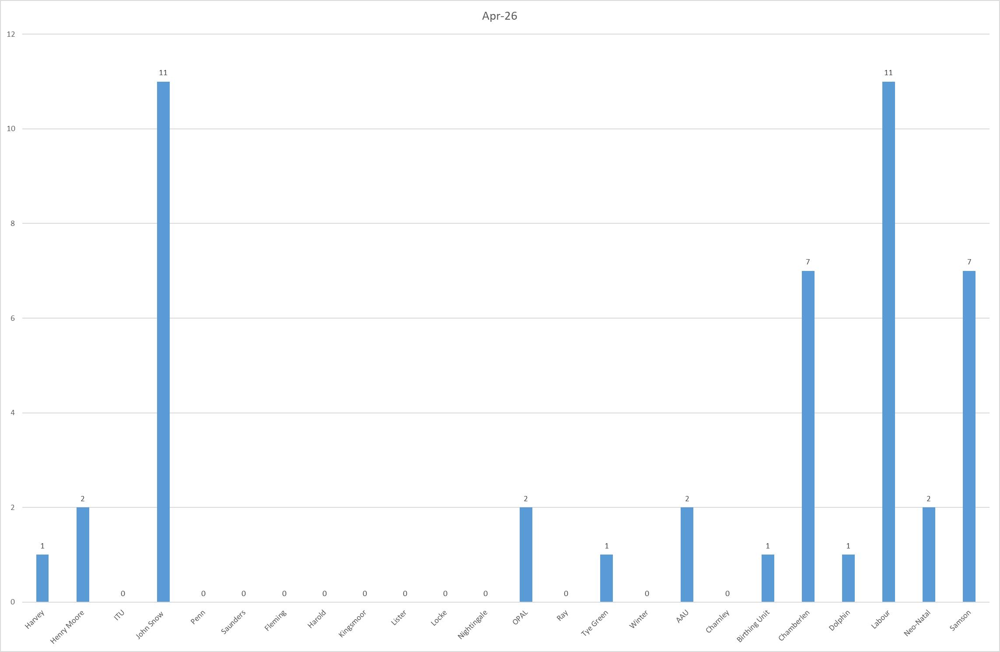 Apr-26
12
10
8
6
4
2
0
1
2
0
11
0
0
0
0
0
0
0
0
2
0
1
0
2
0
1
7
1
11
2
7
Harvey
Henry Moore
ITU
John Snow
Penn
Saunders
Fleming
Harold
Kingsmoor
Lister
Locke
Nightingale
OPAL
Ray
Tye Green
Winter
AAU
Charnley
Birthing Unit
Chamberlen
Dolphin
Labour
Neo-Natal
Samson